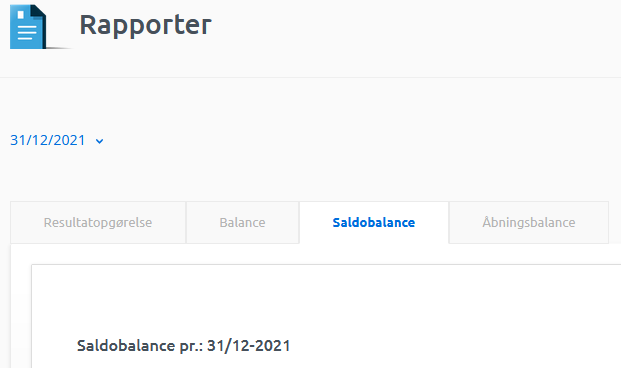 Rapporter
31/12/2021
Resultatopgørelse Balance Saldobalance Åbningsbalance
Saldobalance pr.: 31/12-2021